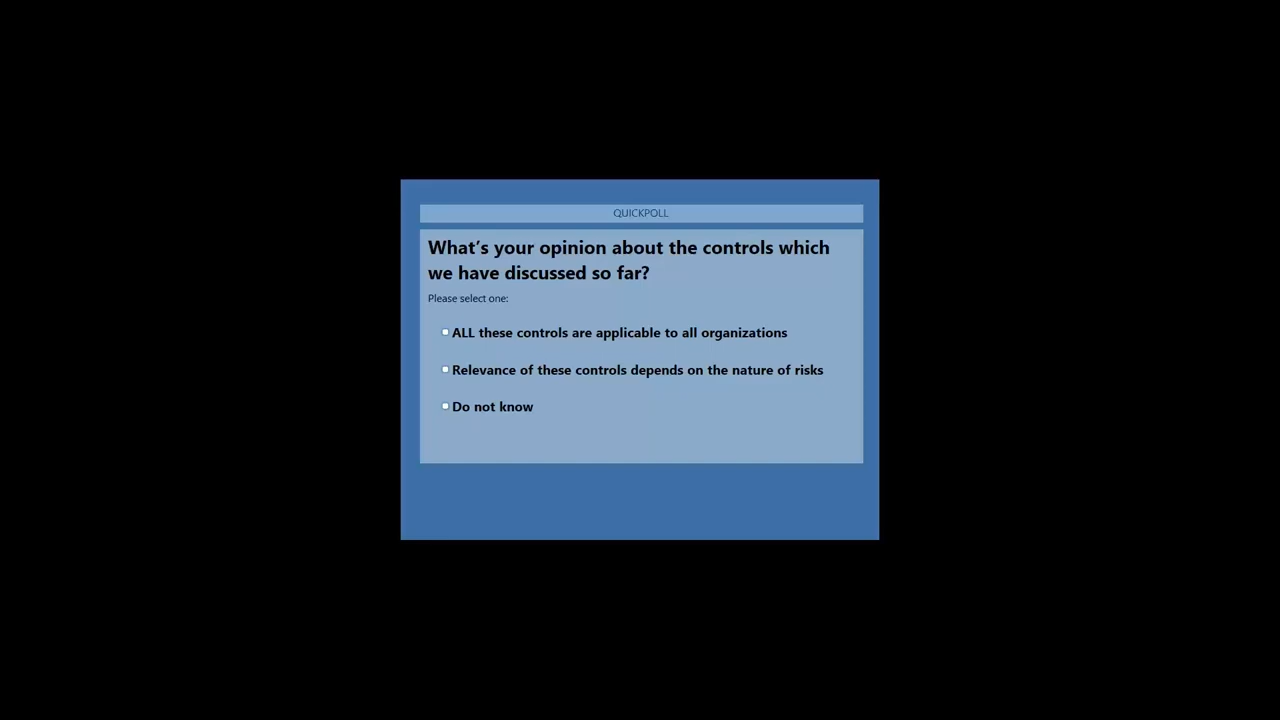 QUICKPOLL
What's your opinion about the controls which
we have discussed so far?
Please select one:
ALL these controls are applicable to all organizations
Relevance of these controls depends on the nature of risks
Do not know